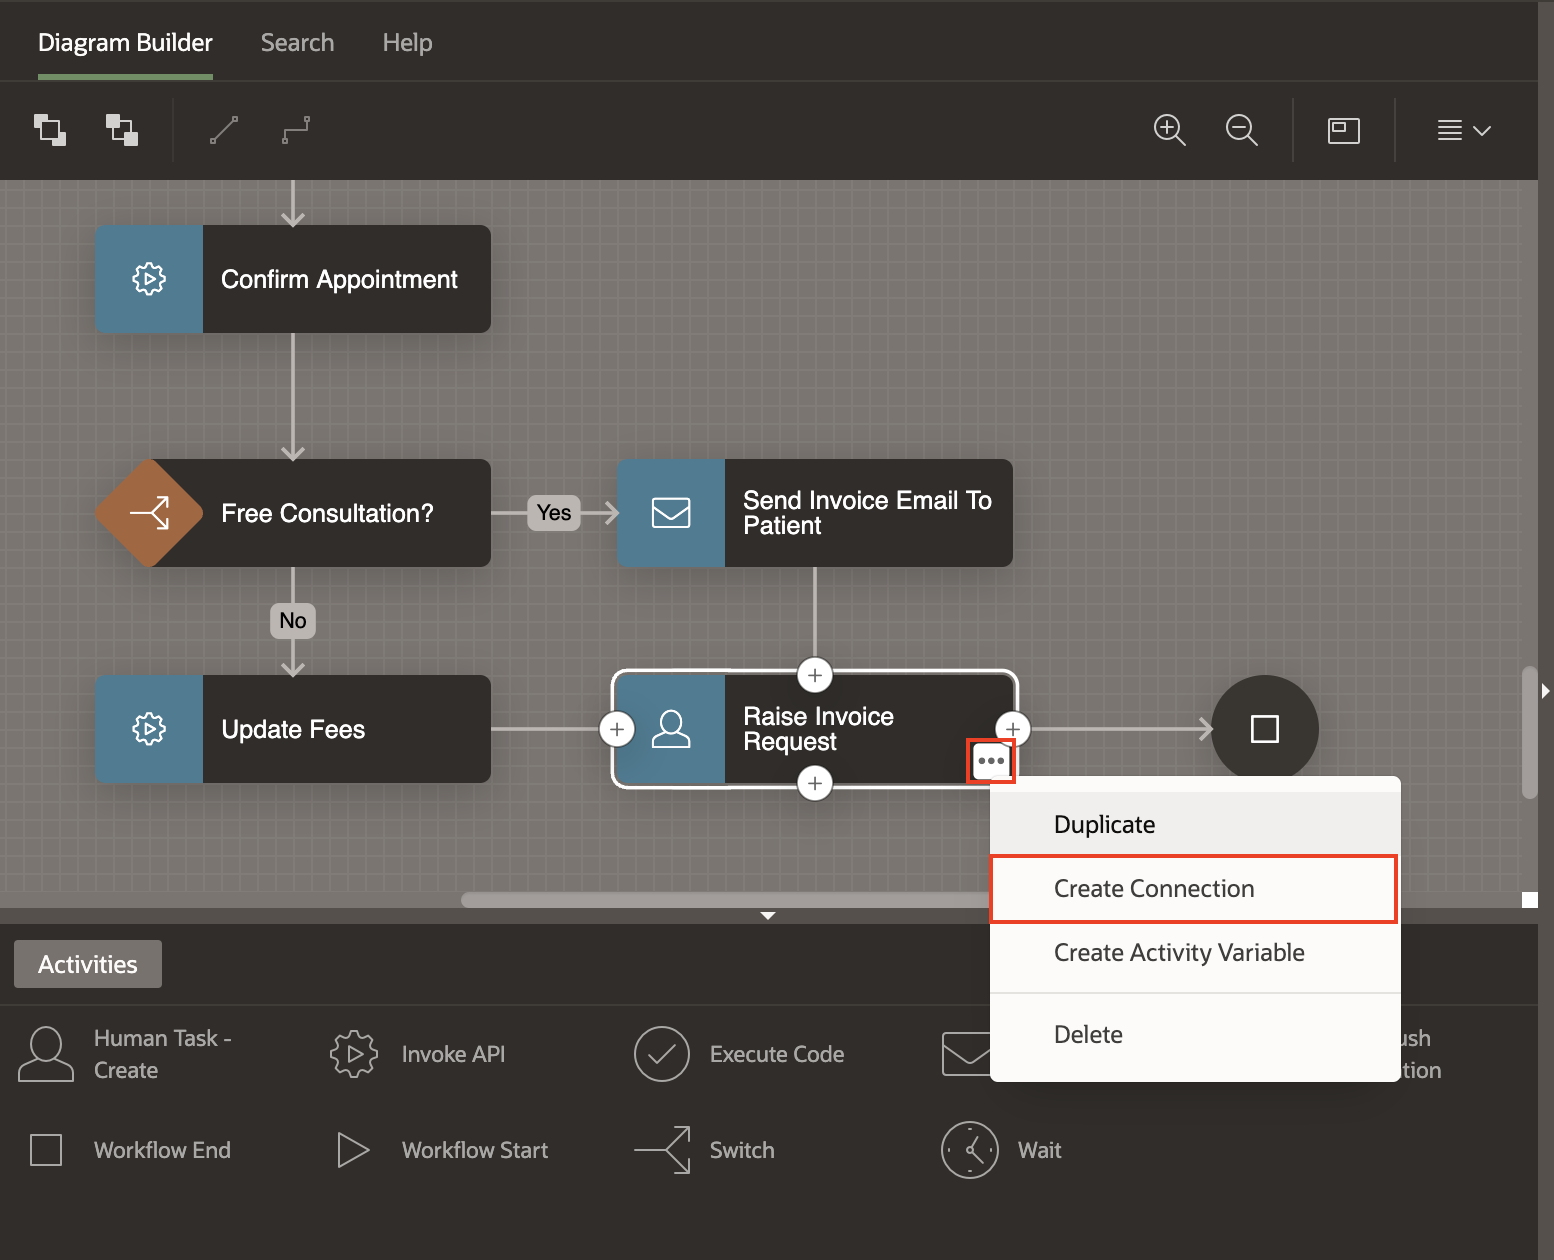 Diagram Builder
Search
Help
Confirm Appointment
Free Consultation?
Yes
Send Invoice Email To
Patient
No
Update Fees
Raise Invoice
Request
Duplicate
Create Connection
Create Activity Variable
Delete
Activities
Human Task -
Create
Invoke API
Execute Code
Workflow End
Workflow Start
Switch
Wait